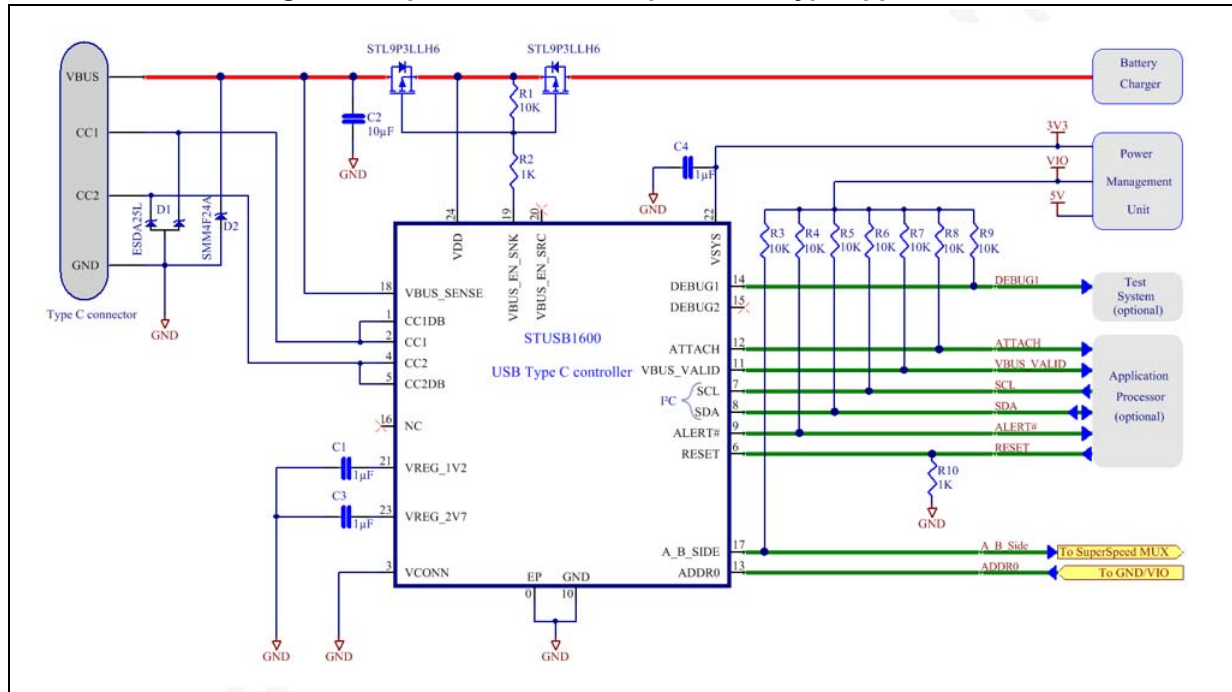 STL9P3LLH6
STL9P3LLH6
VBUS
CC1
CC2
GND
Type C connector
ESDA25L
D1
SMM4F24A
D2
GND
C2
10µF
GND
R1
10K
R2
1K
C4
1µF
GND
Battery
Charger
3V3
VIO
5V
Power
Management
Unit
24
VDD
19
VBUS_EN_SNK
20
VBUS_EN_SRC
22
VSYS
R3
10K
R4
10K
R5
10K
R6
10K
R7
10K
R8
10K
R9
10K
18
VBUS_SENSE
1
CC1DB
2
CC1
4
CC2
5
CC2DB
16
NC
21
VREG_1V2
23
VREG_2V7
3
VCONN
STUSB1600
USB Type C controller
I²C
DEBUG1
14
DEBUG1
DEBUG2
15
ATTACH
12
ATTACH
VBUS_VALID
11
VBUS_VALID
SCL
7
SCL
SDA
8
SDA
ALERT#
9
ALERT#
RESET
6
RESET
A_B_SIDE
17
A_B_Side
To SuperSpeed MUX
ADDR0
13
ADDR0
To GND/VIO
Test
System
(optional)
Application
Processor
(optional)
R10
1K
GND
C1
1µF
C3
1µF
EP
0
GND
10
GND
GND
GND